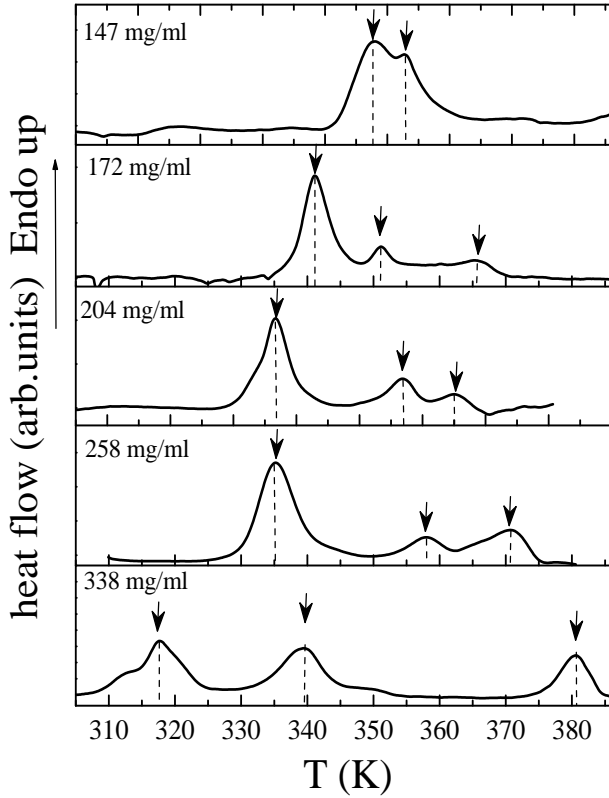 147 mg/ml
172 mg/ml
204 mg/ml
258 mg/ml
338 mg/ml
heat flow (arb.units) Endo up
310 320 330 340 350 360 370 380
T (K)